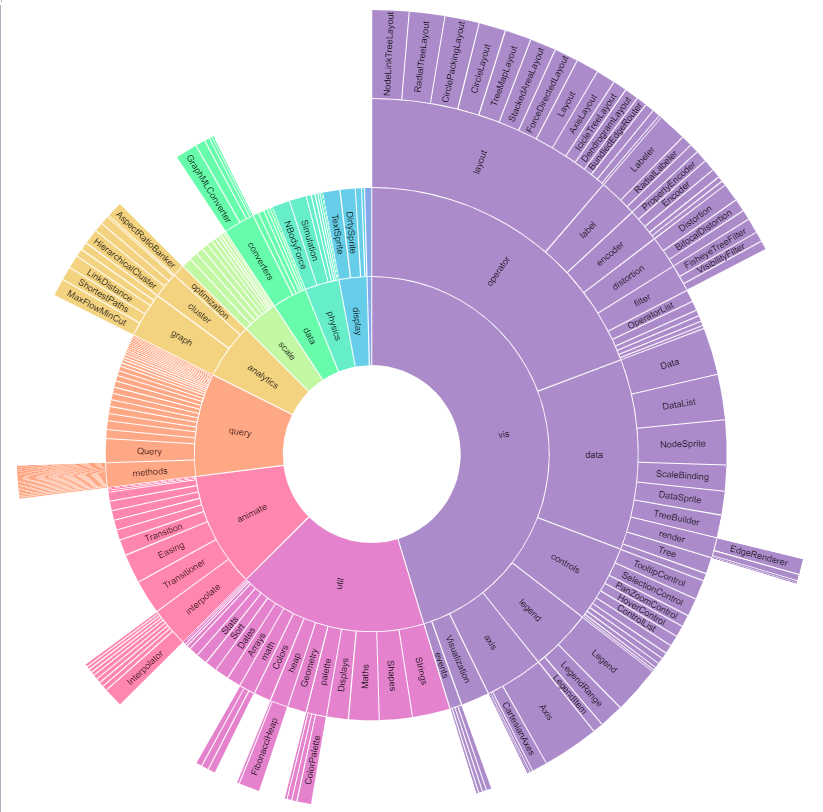 vis
operator
layout
NodeLinkTreeLayout
RadialTreeLayout
CirclePackingLayout
CircleLayout
TreeMapLayout
StackedAreaLayout
ForceDirectedLayout
Layout
AxisLayout
IcicleTreeLayout
DendrogramLayout
BundledEdgeRouter
label
Labeler
RadialLabeler
encoder
PropertyEncoder
Encoder
distortion
Distortion
BifocalDistortion
filter
FisheyeTreeFilter
VisibilityFilter
OperatorList
data
Data
DataList
NodeSprite
ScaleBinding
DataSprite
TreeBuilder
render
EdgeRenderer
Tree
controls
TooltipControl
SelectionControl
PanZoomControl
HoverControl
ControlList
legend
Legend
LegendRange
LegendItem
axis
Axis
CartesianAxes
Visualization
events
util
Strings
Shapes
Maths
Displays
palette
ColorPalette
Geometry
heap
FibonacciHeap
Colors
math
Arrays
Dates
Sort
Stats
animate
interpolate
Interpolator
Transitioner
Easing
Transition
query
methods
Query
analytics
graph
MaxFlowMinCut
ShortestPaths
LinkDistance
cluster
HierarchicalCluster
optimization
AspectRatioBanker
scale
data
converters
GraphMLConverter
physics
NBodyForce
Simulation
display
TextSprite
DirtySprite